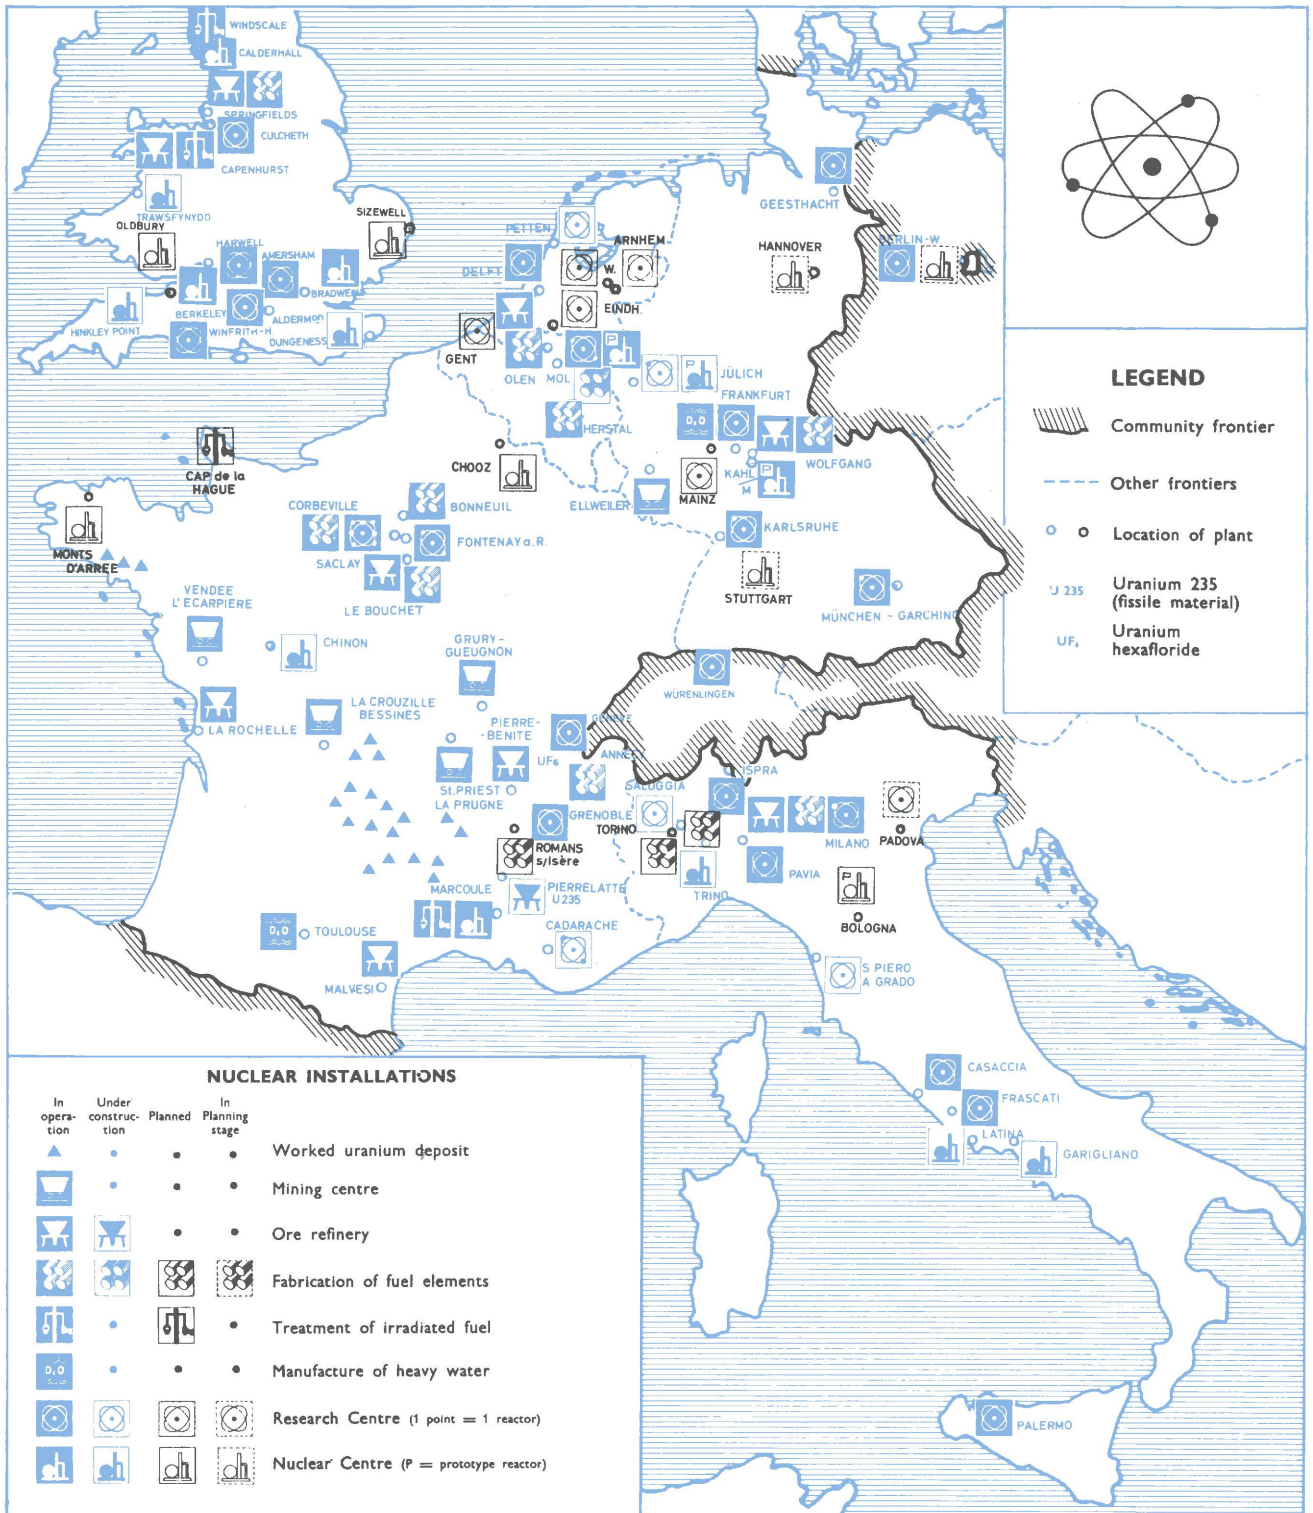 WINDSCALE
CALDERHALL
SPRINGFIELDS
CULCHETH
CAPENHURST
TRAWSFYNYDD
OLDBURY
SIZEWELL
HARWELL
AMERSHAM
BRADWELL
HINKLEY POINT
BERKELEY
ALDERMON
WINFRITH-H.
DUNGENESS
PETTEN
ARNHEM
DELFT
W.
EINDH.
GENT
OLEN
MOL
P
HERSTAL
P
JÜLICH
GEESTHACHT
HANNOVER
BERLIN-W
FRANKFURT
D₂O
WOLFGANG
KAHL
M
P
MAINZ
ELLWEILER
KARLSRUHE
STUTTGART
MÜNCHEN - GARCHING
CAP de la
HAGUE
CHOOZ
MONTS
D'ARREE
CORBEVILLE
BONNEUIL
FONTENAY a.R.
SACLAY
LE BOUCHET
VENDEE
L'ECARPIERE
CHINON
GRURY-
GUEUGNON
WÜRENLINGEN
LA ROCHELLE
LA CROUZILLE
BESSINES
PIERRE-
-BENITE
UF₆
GENEVE
ANNECY
St.PRIEST
LA PRUGNE
ISPRA
SALUGGIA
GRENOBLE
TORINO
ROMANS
s/Isère
MILANO
PADOVA
PAVIA
TRINO
P
BOLOGNA
MARCOULE
PIERRELATTE
U 235
CADARACHE
D₂O
TOULOUSE
MALVESI
S PIERO
A GRADO
CASACCIA
FRASCATI
LATINA
GARIGLIANO
PALERMO
LEGEND
Community frontier
Other frontiers
Location of plant
U 235
Uranium 235
(fissile material)
UF₆
Uranium
hexafloride
NUCLEAR INSTALLATIONS
In
opera-
tion
Under
construc-
tion
Planned
In
Planning
stage
Worked uranium deposit
Mining centre
Ore refinery
Fabrication of fuel elements
Treatment of irradiated fuel
D₂O
Manufacture of heavy water
Research Centre (1 point = 1 reactor)
Nuclear Centre (P = prototype reactor)